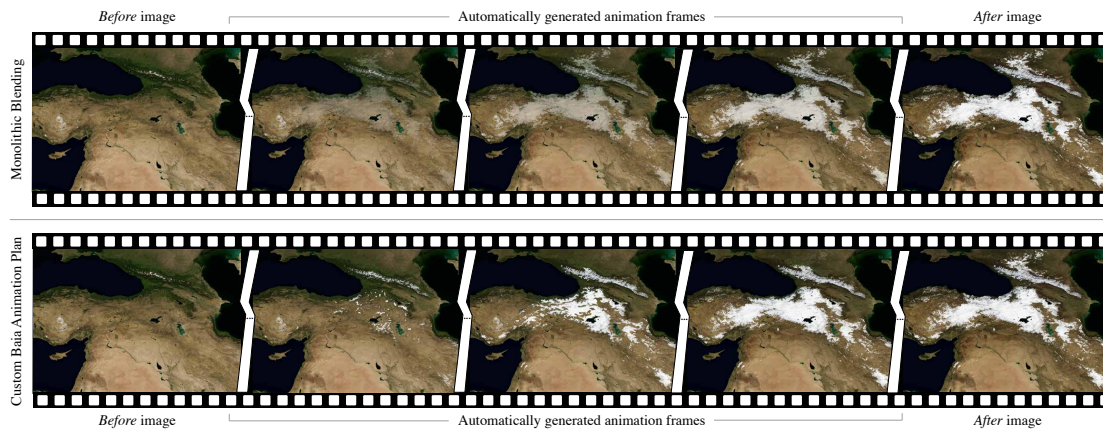 Before image
Automatically generated animation frames
After image
Monolithic Blending
Custom Baia Animation Plan
Before image
Automatically generated animation frames
After image